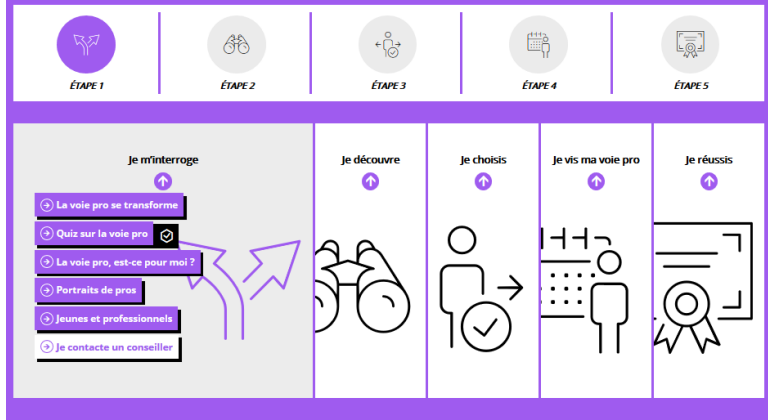 ÉTAPE 1
ÉTAPE 2
ÉTAPE 3
ÉTAPE 4
ÉTAPE 5
Je m'interroge
La voie pro se transforme
Quiz sur la voie pro
La voie pro, est-ce pour moi ?
Portraits de pros
Jeunes et professionnels
Je contacte un conseiller
Je découvre
Je choisis
Je vis ma voie pro
Je réussis